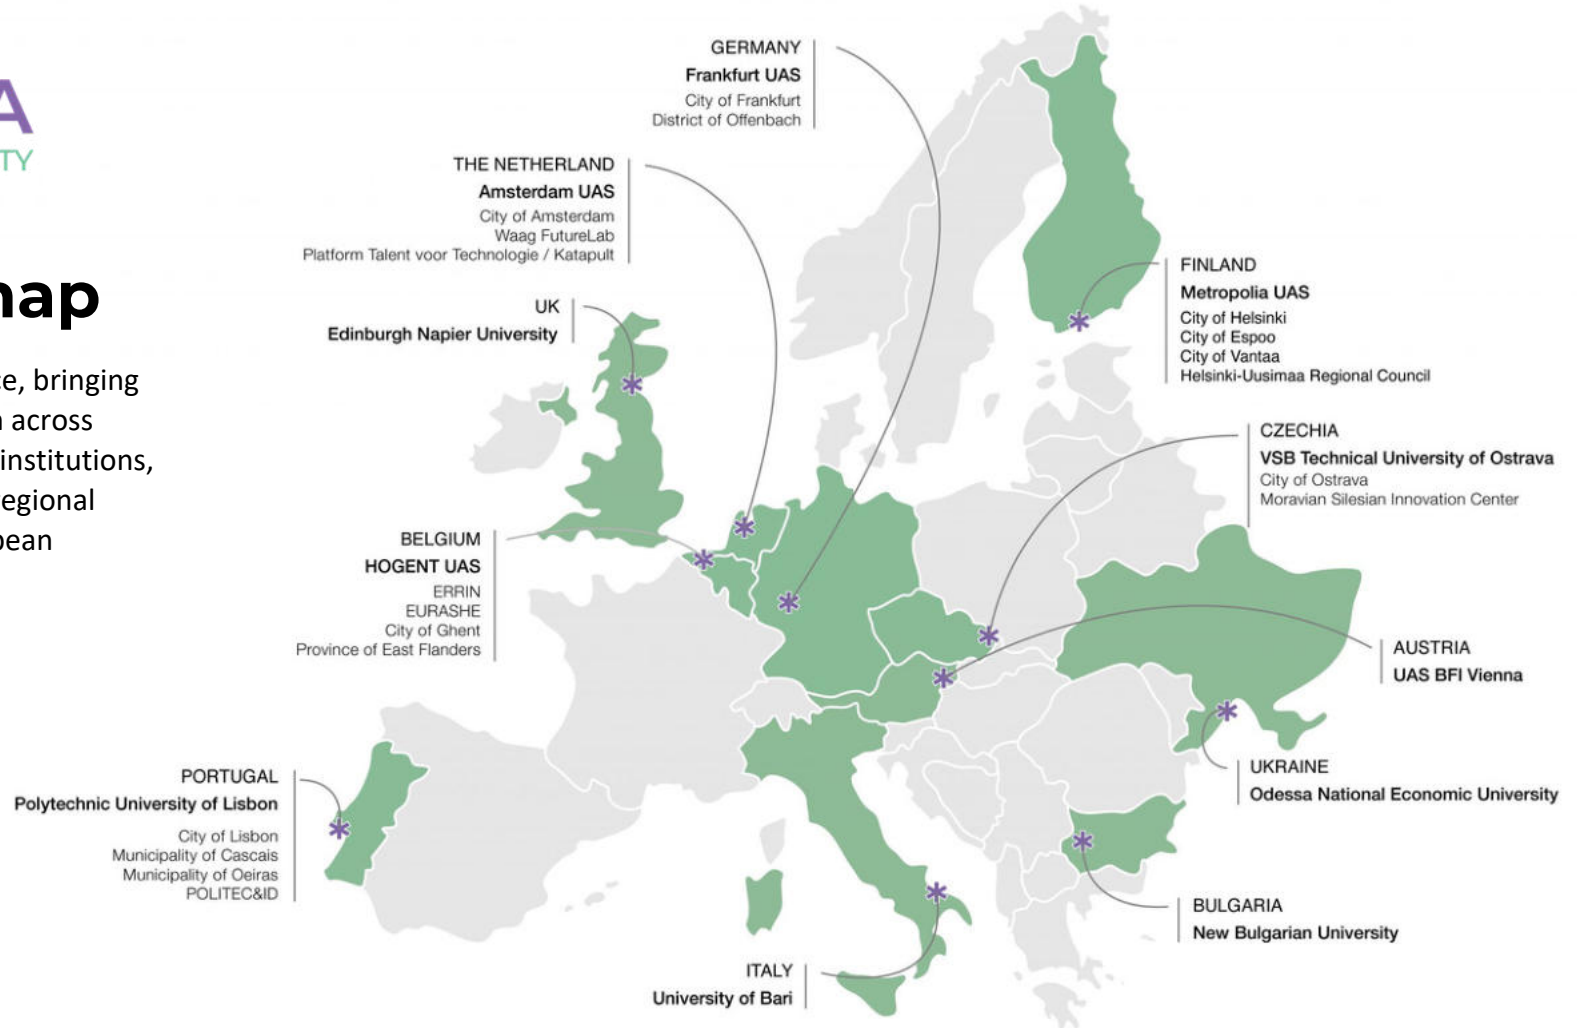 A
TY
nap
ce, bringing
across
institutions,
egional
pean
GERMANY
Frankfurt UAS
City of Frankfurt
District of Offenbach
THE NETHERLAND
Amsterdam UAS
City of Amsterdam
Waag FutureLab
Platform Talent voor Technologie / Katapult
UK
Edinburgh Napier University
BELGIUM
HOGENT UAS
ERRIN
EURASHE
City of Ghent
Province of East Flanders
PORTUGAL
Polytechnic University of Lisbon
City of Lisbon
Municipality of Cascais
Municipality of Oeiras
POLITEC&ID
ITALY
University of Bari
FINLAND
Metropolia UAS
City of Helsinki
City of Espoo
City of Vantaa
Helsinki-Uusimaa Regional Council
CZECHIA
VSB Technical University of Ostrava
City of Ostrava
Moravian Silesian Innovation Center
AUSTRIA
UAS BFI Vienna
UKRAINE
Odessa National Economic University
BULGARIA
New Bulgarian University